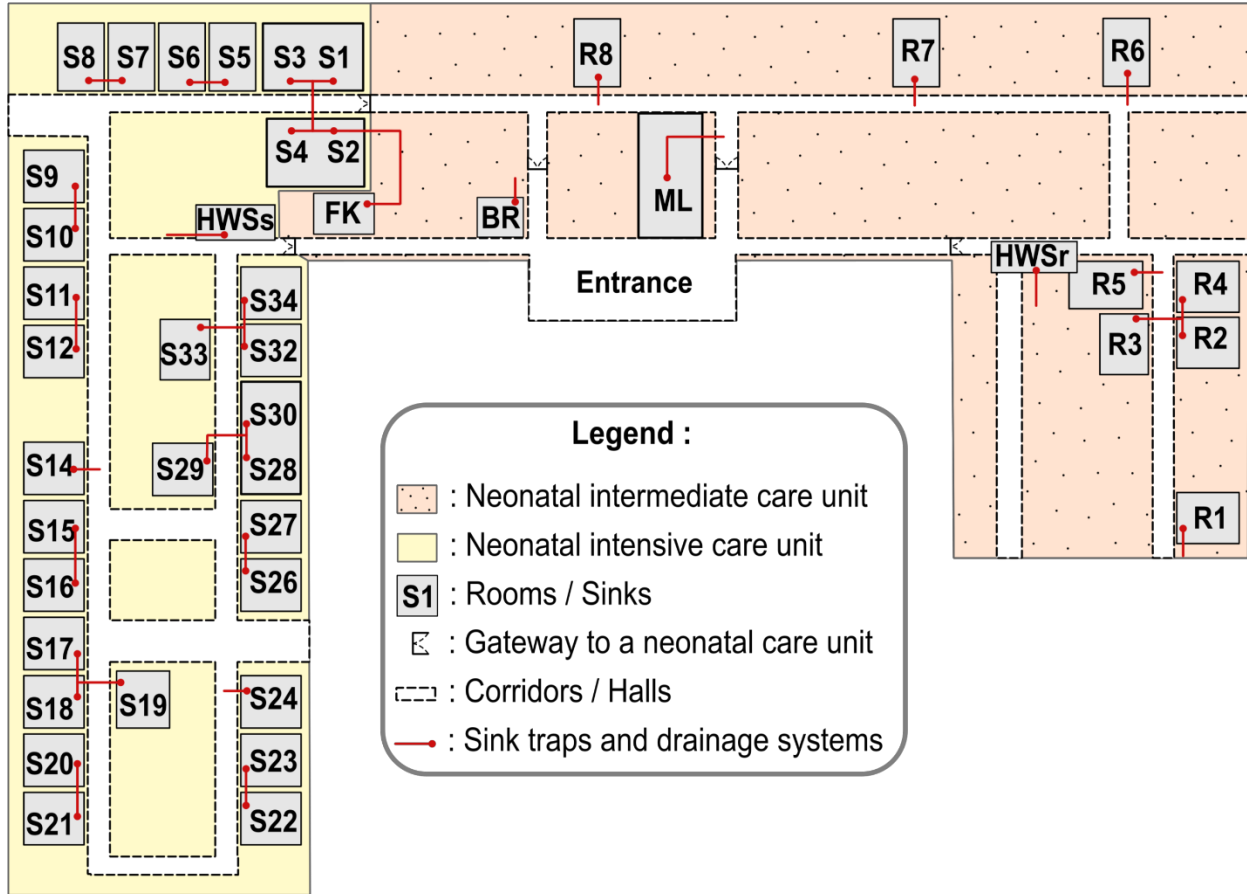 S8 S7 S6 S5 S3 S1
R8 R7 R6
S4 S2
S9
S10
HWSs FK BR ML
S11
S12
S34
S33 S32
Entrance
HWSr
R5 R4
R3 R2
R1
S30
S29 S28
S14
S15
S16
S27
S26
S17
S18 S19
S20
S21
S24
S23
S22
Legend :
: Neonatal intermediate care unit
: Neonatal intensive care unit
S1 : Rooms / Sinks
: Gateway to a neonatal care unit
: Corridors / Halls
: Sink traps and drainage systems